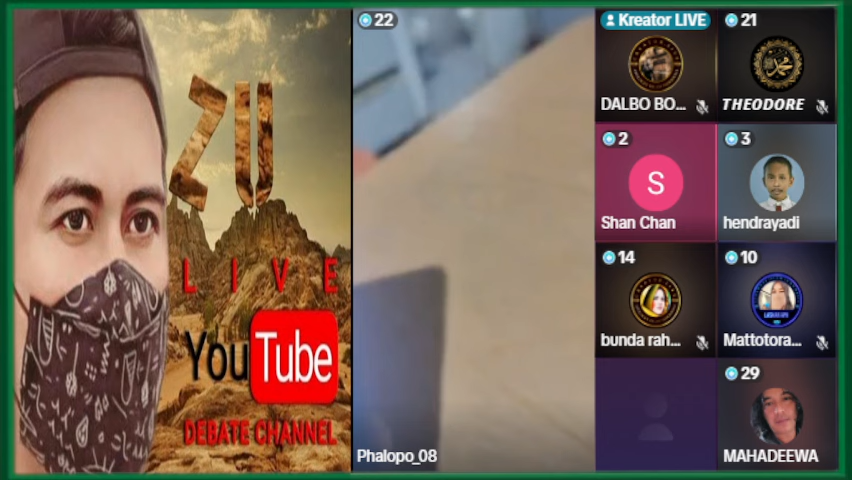 ZU
LIVE
YouTube
DEBATE CHANNEL
22
Phalopo_08
Kreator LIVE
DALBO BO...
21
THEODORE
2
S
Shan Chan
3
hendrayadi
14
bunda rah...
10
Mattotora...
29
MAHADEEWA